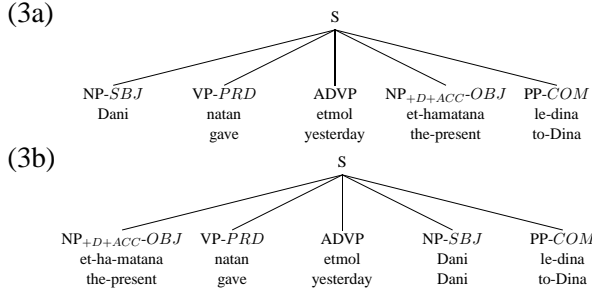 (3a)
S
NP-SBJ VP-PRD ADVP NP+D+ACC-OBJ PP-COM
Dani natan etmol et-hamatana le-dina
gave yesterday the-present to-Dina
(3b)
S
NP+D+ACC-OBJ VP-PRD ADVP NP-SBJ PP-COM
et-ha-matana natan etmol Dani le-dina
the-present gave yesterday Dani to-Dina